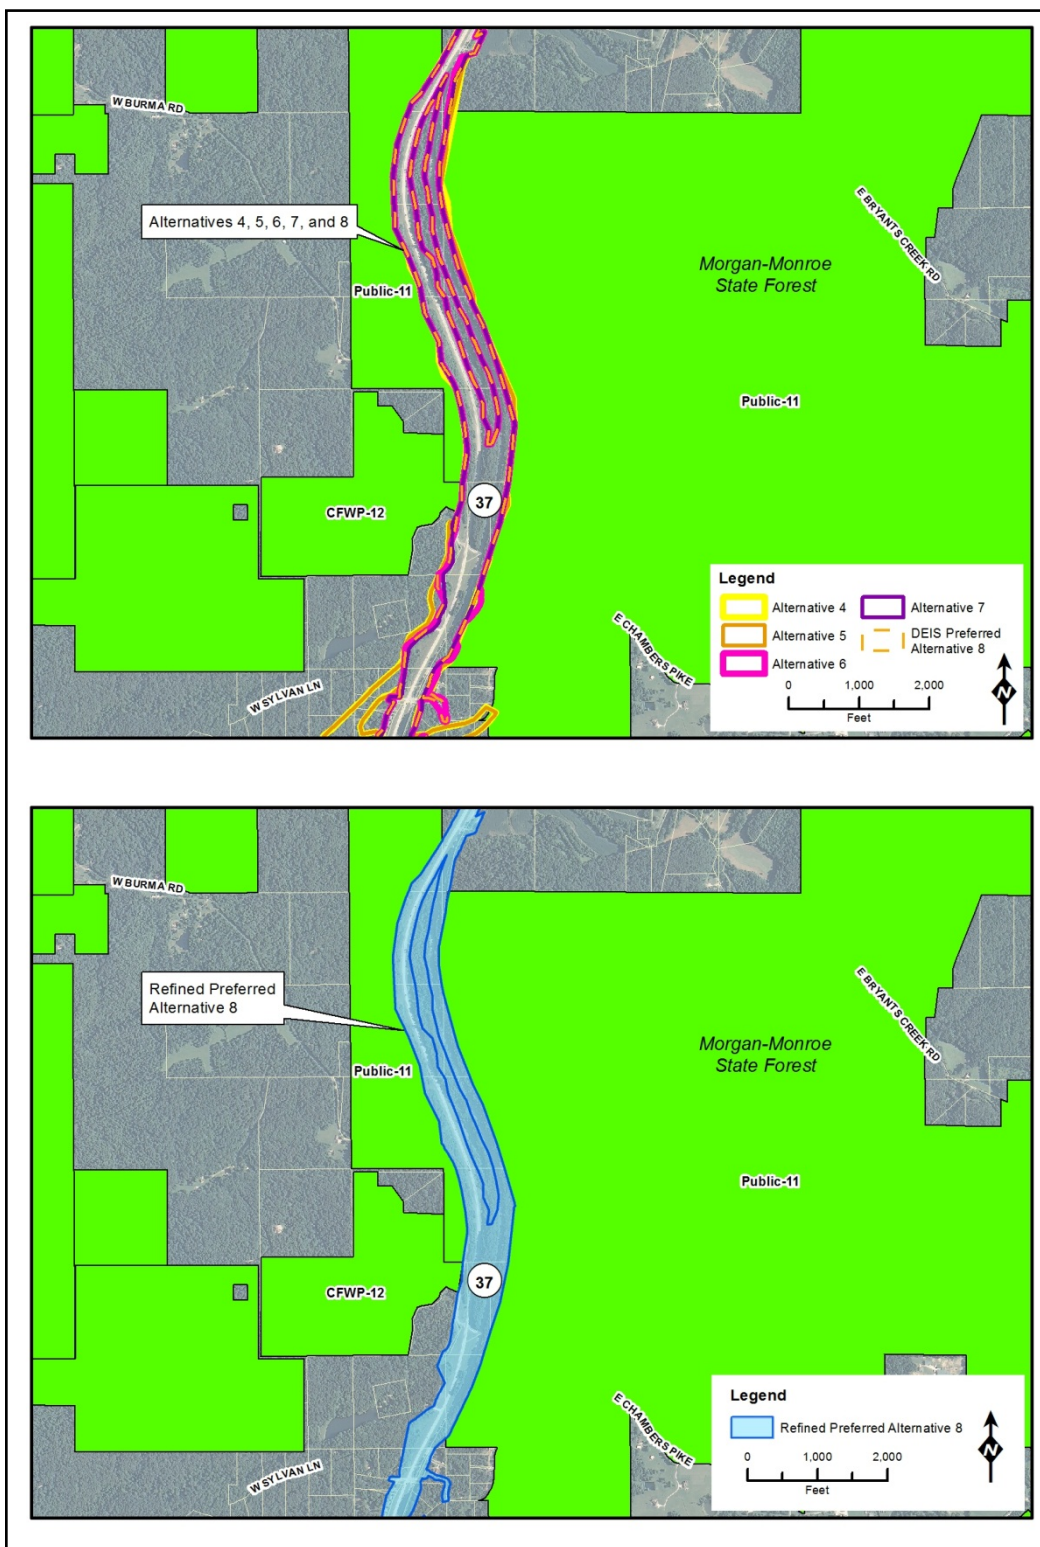 W BURMA RD
Alternatives 4, 5, 6, 7, and 8
E BRYANTS CREEK RD
Morgan-Monroe
State Forest
Public-11
Public-11
37
CFWP-12
E CHAMBERS PIKE
W SYLVAN LN
Legend
Alternative 4
Alternative 5
Alternative 6
Alternative 7
DEIS Preferred
Alternative 8
0 1,000 2,000
Feet
N
W BURMA RD
Refined Preferred
Alternative 8
E BRYANTS CREEK RD
Morgan-Monroe
State Forest
Public-11
Public-11
37
CFWP-12
E CHAMBERS PIKE
W SYLVAN LN
Legend
Refined Preferred Alternative 8
0 1,000 2,000
Feet
N